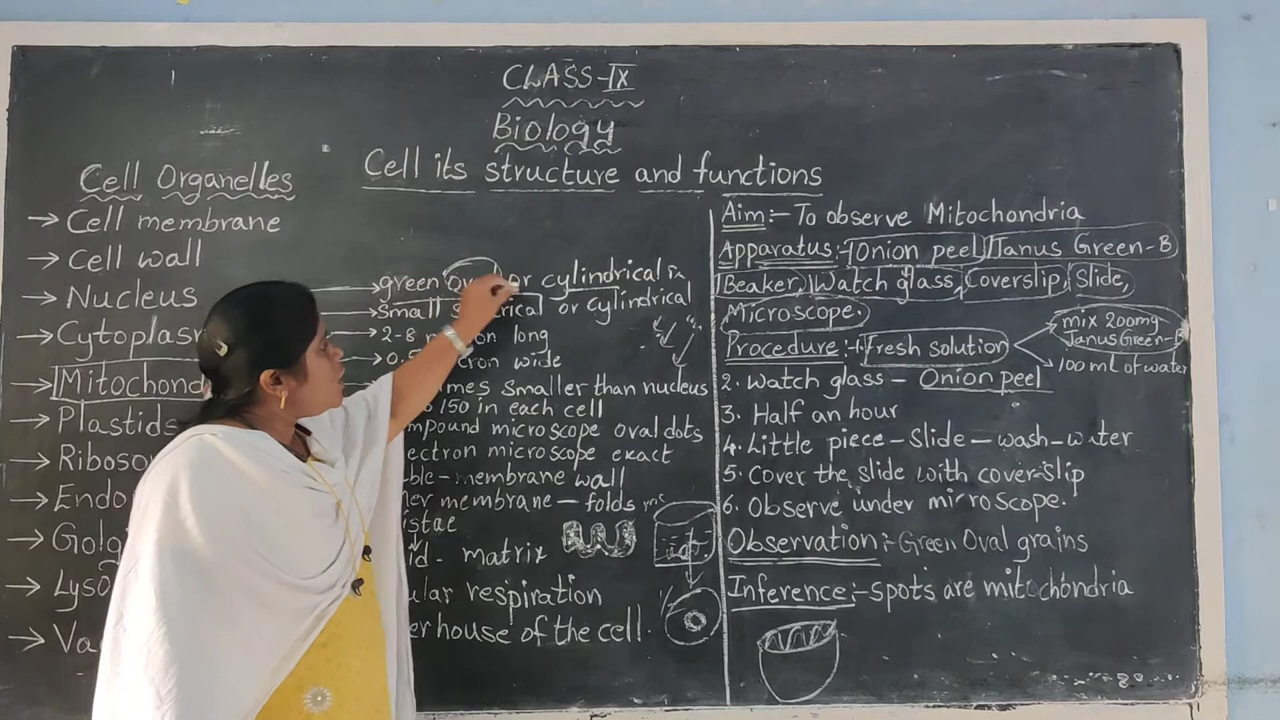 CLASS-IX
Biology
Cell its structure and functions
Cell Organelles
→ Cell membrane
→ Cell wall
→ Nucleus
→ Cytoplas
→ Mitochond
→ Plastids
→ Riboso
→ Endo
→ Golg
→ Lyso
→ Va
→ green or cylindrical in
→ Small or cylindrical
→ 2-8 long
wide
smaller than nucleus
150 in each cell
mpound microscope oval dots
ectron microscope exact
ble-membrane wall
er membrane - folds
istae
id - matrix
ular respiration
er house of the cell.
Aim:- To observe Mitochondria
Apparatus:- Onion peel, Janus Green-B
Beaker, Watch glass, Coverslip, Slide,
Microscope.
Procedure:-1. Fresh solution
mix 200mg
Janus Green-B
100 mL of water
2. Watch glass - Onion peel
3. Half an hour
4. Little piece - Slide - wash - water
5. Cover the slide with cover-slip
6. Observe under microscope.
Observation:- Green Oval grains
Inference:- spots are mitochondria